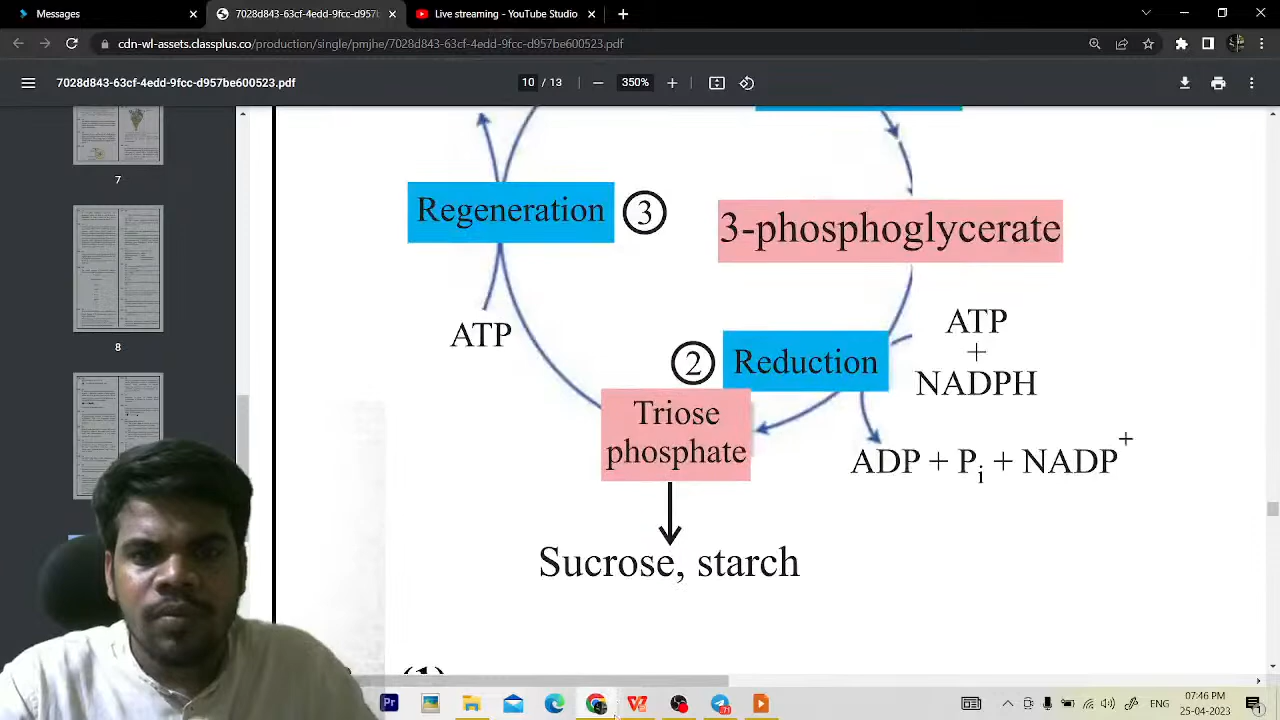 Messages
7028d843-63cf-4edd-9fcc-d957b
Live streaming - YouTube Studio
cdn-wl-assets.classplus.co/production/single/pmjhe/7028d843-63cf-4edd-9fcc-d957be600523.pdf
7028d843-63cf-4edd-9fcc-d957be600523.pdf
10 / 13
350%
7
8
Regeneration 3
3-phosphoglycerate
ATP
ATP
+
NADPH
2 Reduction
Triose
phosphate
ADP + Pi + NADP+
Sucrose, starch
Pr
ENG
US
07:46 PM
25-04-2023